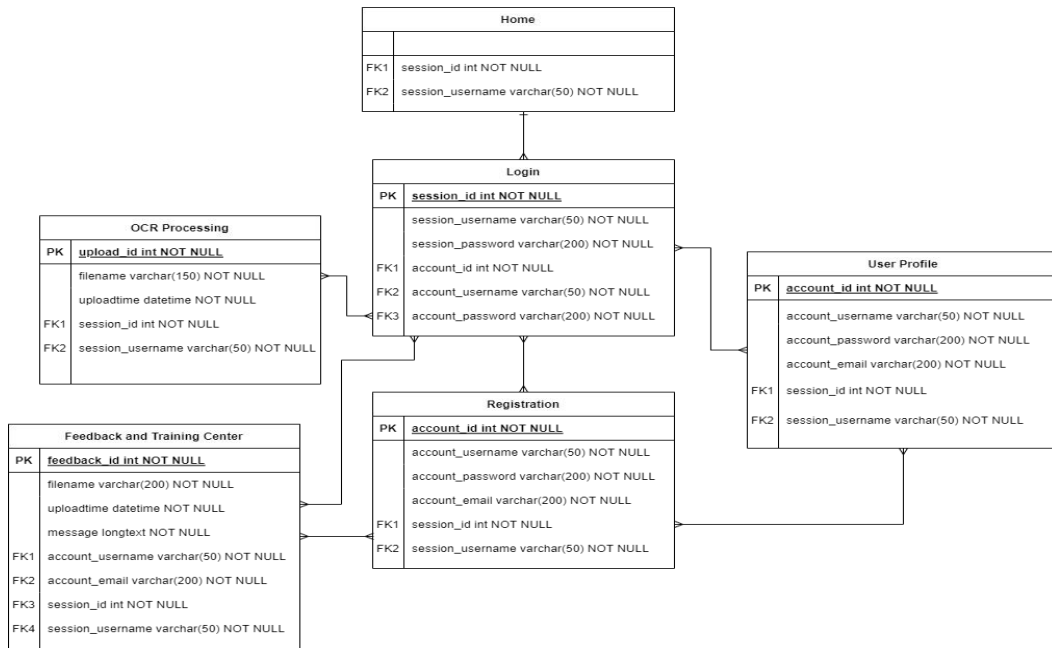 Home
FK1 session_id int NOT NULL
FK2 session_username varchar(50) NOT NULL
Login
PK session_id int NOT NULL
session_username varchar(50) NOT NULL
session_password varchar(200) NOT NULL
FK1 account_id int NOT NULL
FK2 account_username varchar(50) NOT NULL
FK3 account_password varchar(200) NOT NULL
OCR Processing
PK upload_id int NOT NULL
filename varchar(150) NOT NULL
uploadtime datetime NOT NULL
FK1 session_id int NOT NULL
FK2 session_username varchar(50) NOT NULL
User Profile
PK account_id int NOT NULL
account_username varchar(50) NOT NULL
account_password varchar(200) NOT NULL
account_email varchar(200) NOT NULL
FK1 session_id int NOT NULL
FK2 session_username varchar(50) NOT NULL
Registration
PK account_id int NOT NULL
account_username varchar(50) NOT NULL
account_password varchar(200) NOT NULL
account_email varchar(200) NOT NULL
FK1 session_id int NOT NULL
FK2 session_username varchar(50) NOT NULL
Feedback and Training Center
PK feedback_id int NOT NULL
filename varchar(200) NOT NULL
uploadtime datetime NOT NULL
message longtext NOT NULL
FK1 account_username varchar(50) NOT NULL
FK2 account_email varchar(200) NOT NULL
FK3 session_id int NOT NULL
FK4 session_username varchar(50) NOT NULL